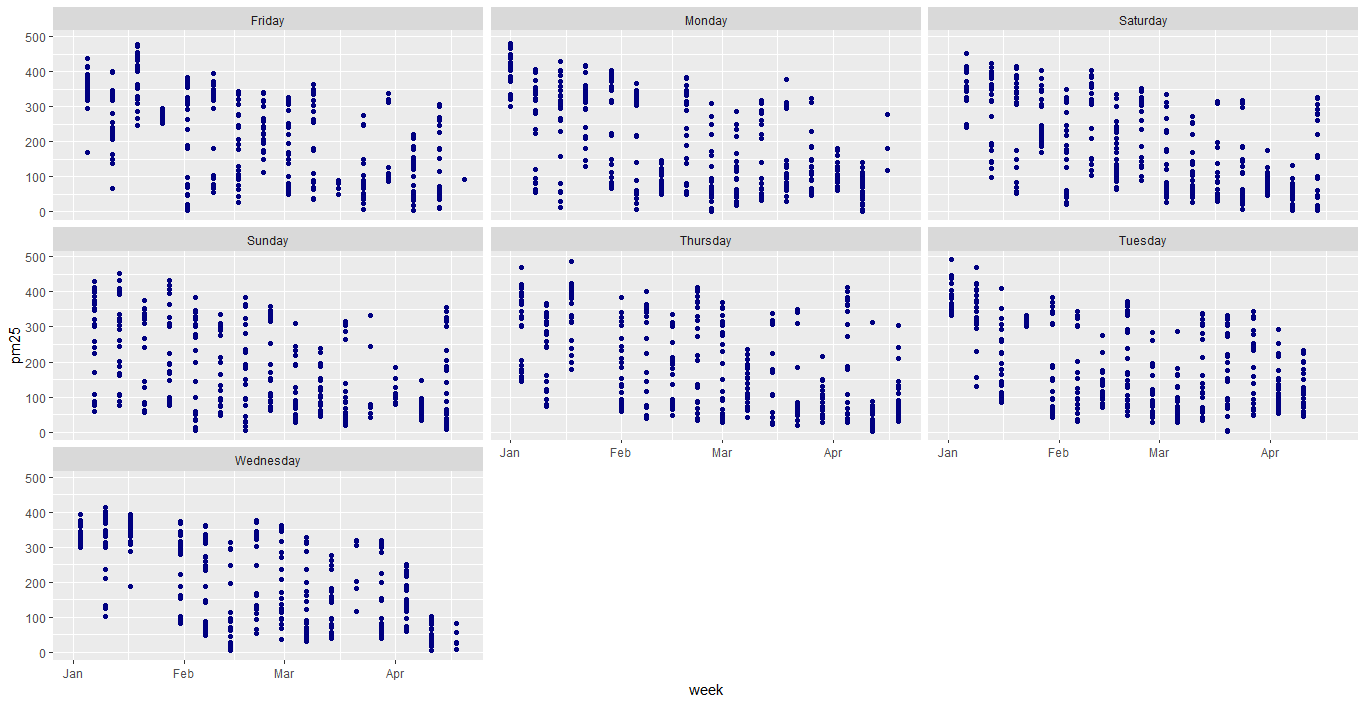 Friday Monday Saturday
500
400
300
200
100
0
Sunday Thursday Tuesday
500
400
300
200
100
0
pm25
Jan Feb Mar Apr Jan Feb Mar Apr
Wednesday
500
400
300
200
100
0
Jan Feb Mar Apr
week